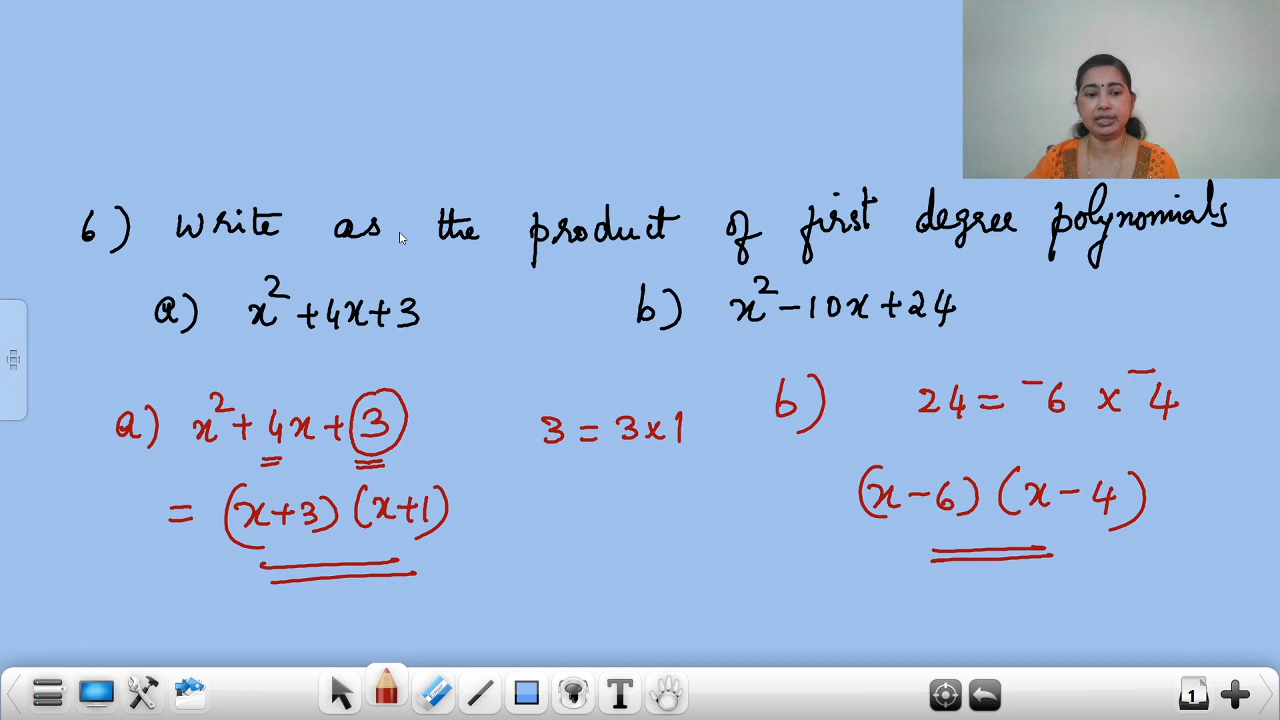 6) Write as the product of first degree polynomials
a) x²+4x+3 b) x²-10x+24
a) x²+4x+3 3 = 3x1 b) 24 = ⁻6 x ⁻4
= (x+3) (x+1) (x-6) (x-4)
T 1